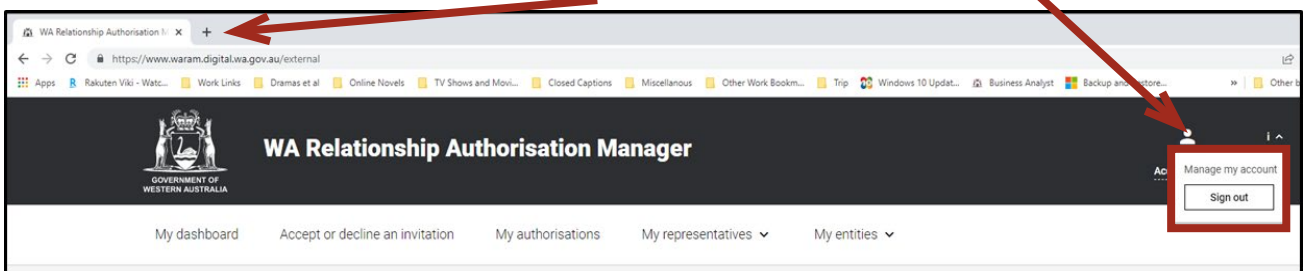 WA Relationship Authorisation M
https://www.waram.digital.wa.gov.au/external
Apps Rakuten Viki - Watc... Work Links Dramas et al Online Novels TV Shows and Movi... Closed Captions Miscellanous Other Work Bookm... Trip Windows 10 Updat... Business Analyst Backup and Other b
GOVERNMENT OF
WESTERN AUSTRALIA
WA Relationship Authorisation Manager
i
Manage my account
Sign out
My dashboard Accept or decline an invitation My authorisations My representatives My entities